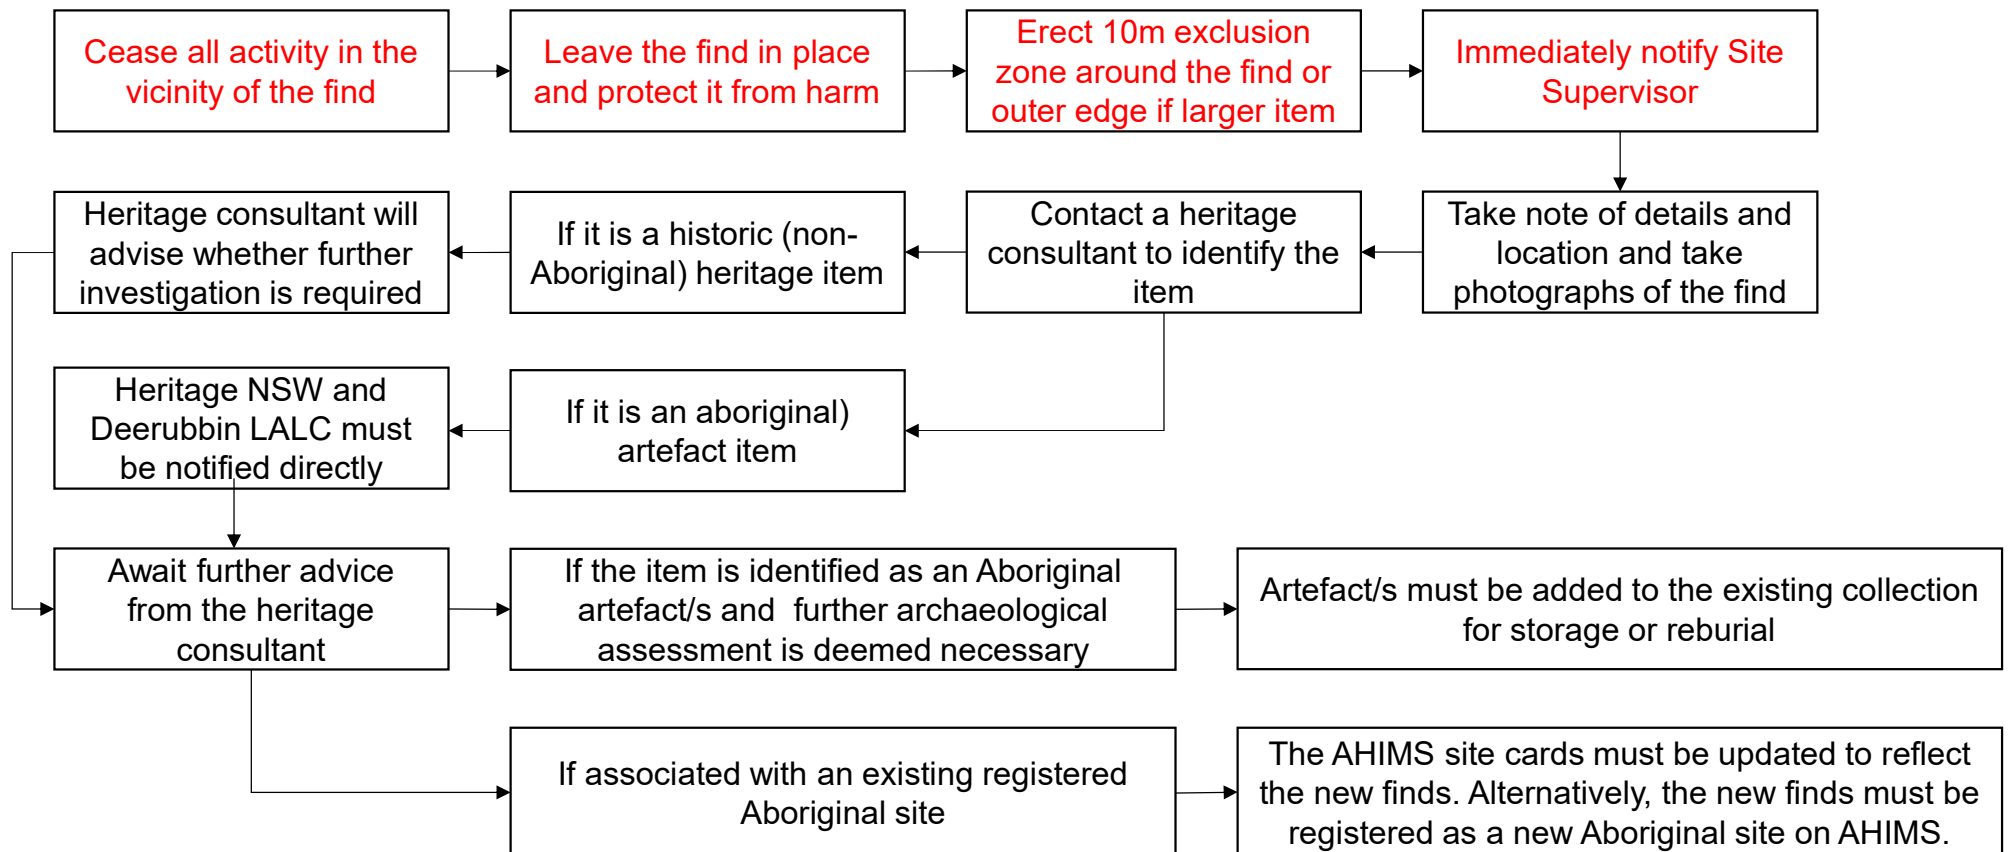 Cease all activity in the
vicinity of the find
Leave the find in place
and protect it from harm
Erect 10m exclusion
zone around the find or
outer edge if larger item
Immediately notify Site
Supervisor
Take note of details and
location and take
photographs of the find
Contact a heritage
consultant to identify the
item
If it is a historic (non-
Aboriginal) heritage item
Heritage consultant will
advise whether further
investigation is required
If it is an aboriginal)
artefact item
Heritage NSW and
Deerubbin LALC must
be notified directly
Await further advice
from the heritage
consultant
If the item is identified as an Aboriginal
artefact/s and  further archaeological
assessment is deemed necessary
Artefact/s must be added to the existing collection
for storage or reburial
If associated with an existing registered
Aboriginal site
The AHIMS site cards must be updated to reflect
the new finds. Alternatively, the new finds must be
registered as a new Aboriginal site on AHIMS.